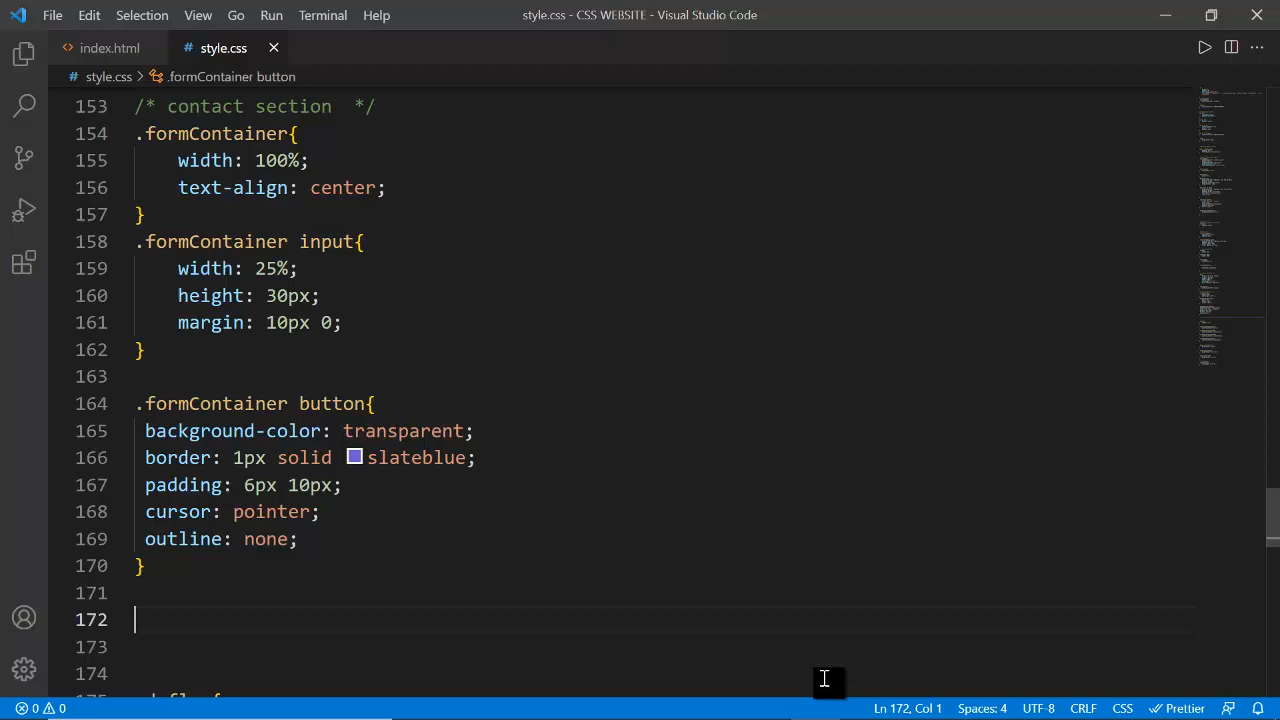 File Edit Selection View Go Run Terminal Help style.css - CSS WEBSITE - Visual Studio Code
index.html # style.css
# style.css > .formContainer button
153 /* contact section */
154 .formContainer{
155 width: 100%;
156 text-align: center;
157 }
158 .formContainer input{
159 width: 25%;
160 height: 30px;
161 margin: 10px 0;
162 }
163
164 .formContainer button{
165 background-color: transparent;
166 border: 1px solid slateblue;
167 padding: 6px 10px;
168 cursor: pointer;
169 outline: none;
170 }
171
172
173
174
0 0 Ln 172, Col 1 Spaces: 4 UTF-8 CRLF CSS Prettier